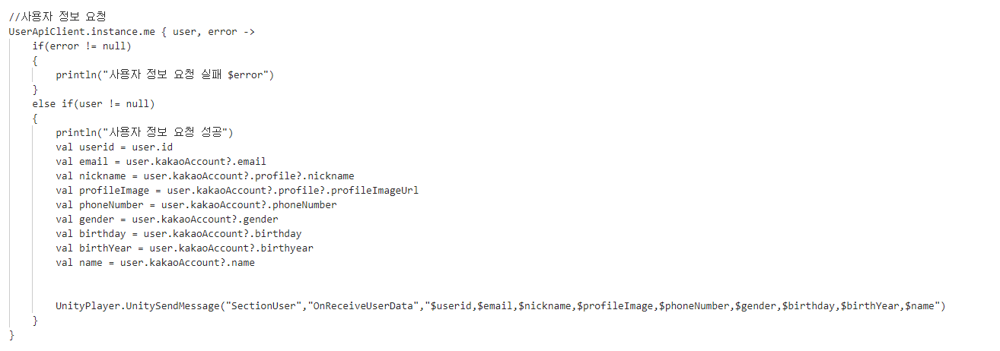 //사용자 정보 요청
UserApiClient.instance.me { user, error ->
    if(error != null)
    {
        println("사용자 정보 요청 실패 $error")
    }
    else if(user != null)
    {
        println("사용자 정보 요청 성공")
        val userid = user.id
        val email = user.kakaoAccount?.email
        val nickname = user.kakaoAccount?.profile?.nickname
        val profileImage = user.kakaoAccount?.profile?.profileImageUrl
        val phoneNumber = user.kakaoAccount?.phoneNumber
        val gender = user.kakaoAccount?.gender
        val birthday = user.kakaoAccount?.birthday
        val birthYear = user.kakaoAccount?.birthyear
        val name = user.kakaoAccount?.name
        UnityPlayer.UnitySendMessage("SectionUser","OnReceiveUserData","$userid,$email,$nickname,$profileImage,$phoneNumber,$gender,$birthday,$birthYear,$name")
    }
}